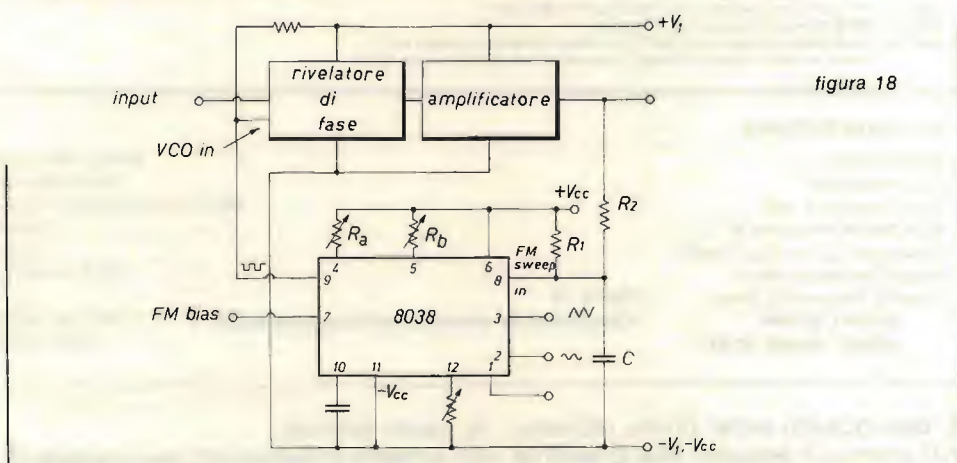 +V₁
rivelatore
di
fase
amplificatore
figura 18
input
VCO in
+Vcc
Ra
Rb
R1
R2
FM
sweep
in
4
5
6
8
9
FM bias
7
8038
3
2
1
C
10
11
12
-Vcc
-V₁,-Vcc